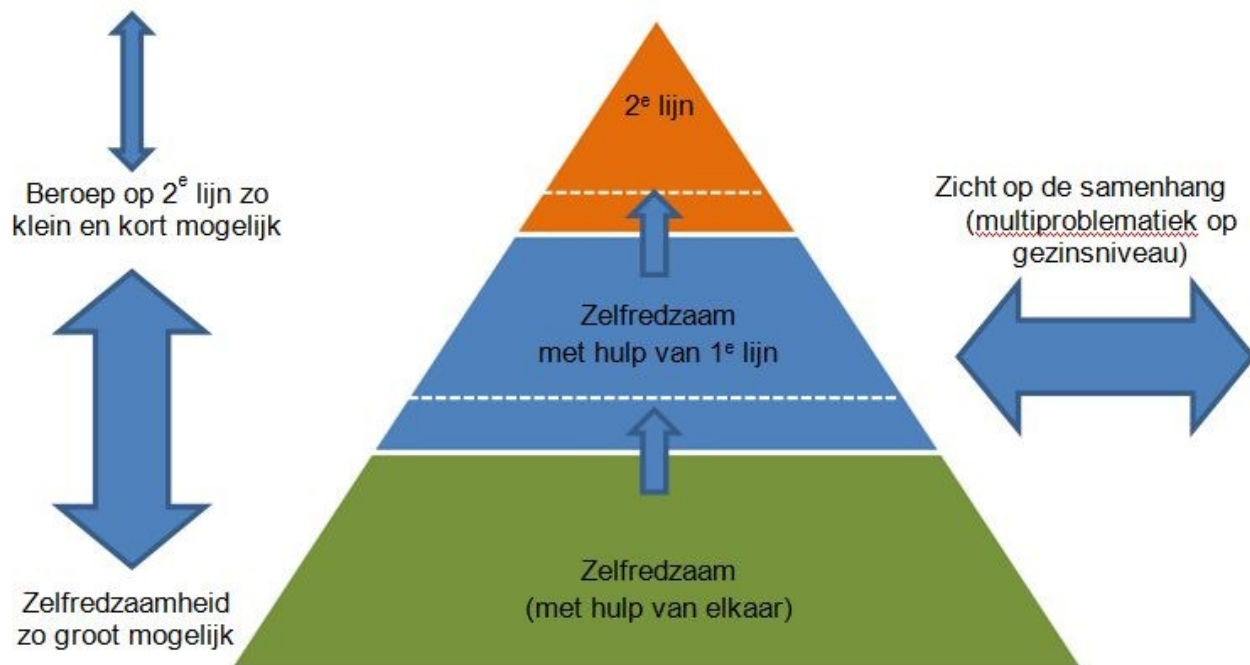 2ᵉ lijn
Beroep op 2ᵉ lijn zo
klein en kort mogelijk
Zicht op de samenhang
(multiproblematiek op
gezinsniveau)
Zelfredzaam
met hulp van 1ᵉ lijn
Zelfredzaam
(met hulp van elkaar)
Zelfredzaamheid
zo groot mogelijk